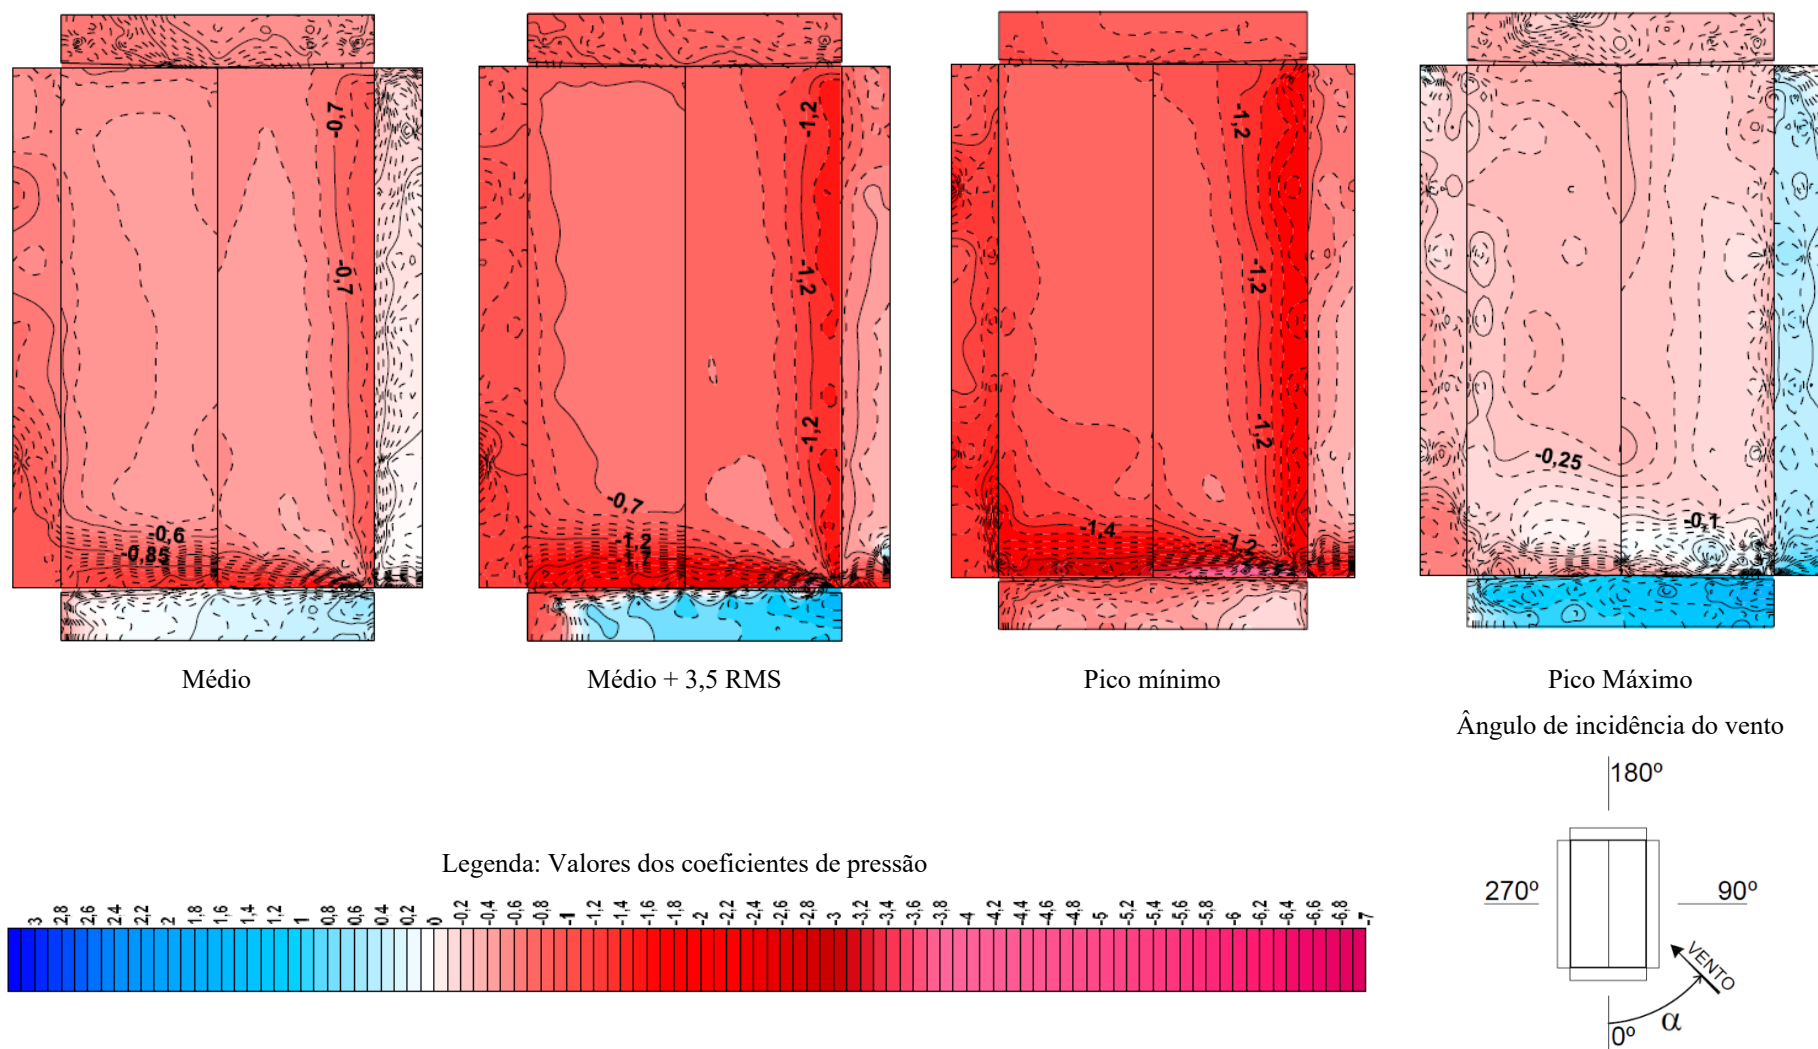 -0,7
-0,7
-0,6
-0,85
-1,2
-1,2
-1,2
-0,7
-1,2
-1,2
-1,2
-1,2
-1,4
-1,2
-0,25
-0,1
Médio
Médio + 3,5 RMS
Pico mínimo
Pico Máximo
Ângulo de incidência do vento
180º
270º
90º
VENTO
0º
α
Legenda: Valores dos coeficientes de pressão
3 2,8 2,6 2,4 2,2 2 1,8 1,6 1,4 1,2 1 0,8 0,6 0,4 0,2 0 -0,2 -0,4 -0,6 -0,8 -1 -1,2 -1,4 -1,6 -1,8 -2 -2,2 -2,4 -2,6 -2,8 -3 -3,2 -3,4 -3,6 -3,8 -4 -4,2 -4,4 -4,6 -4,8 -5 -5,2 -5,4 -5,6 -5,8 -6 -6,2 -6,4 -6,6 -6,8 -7